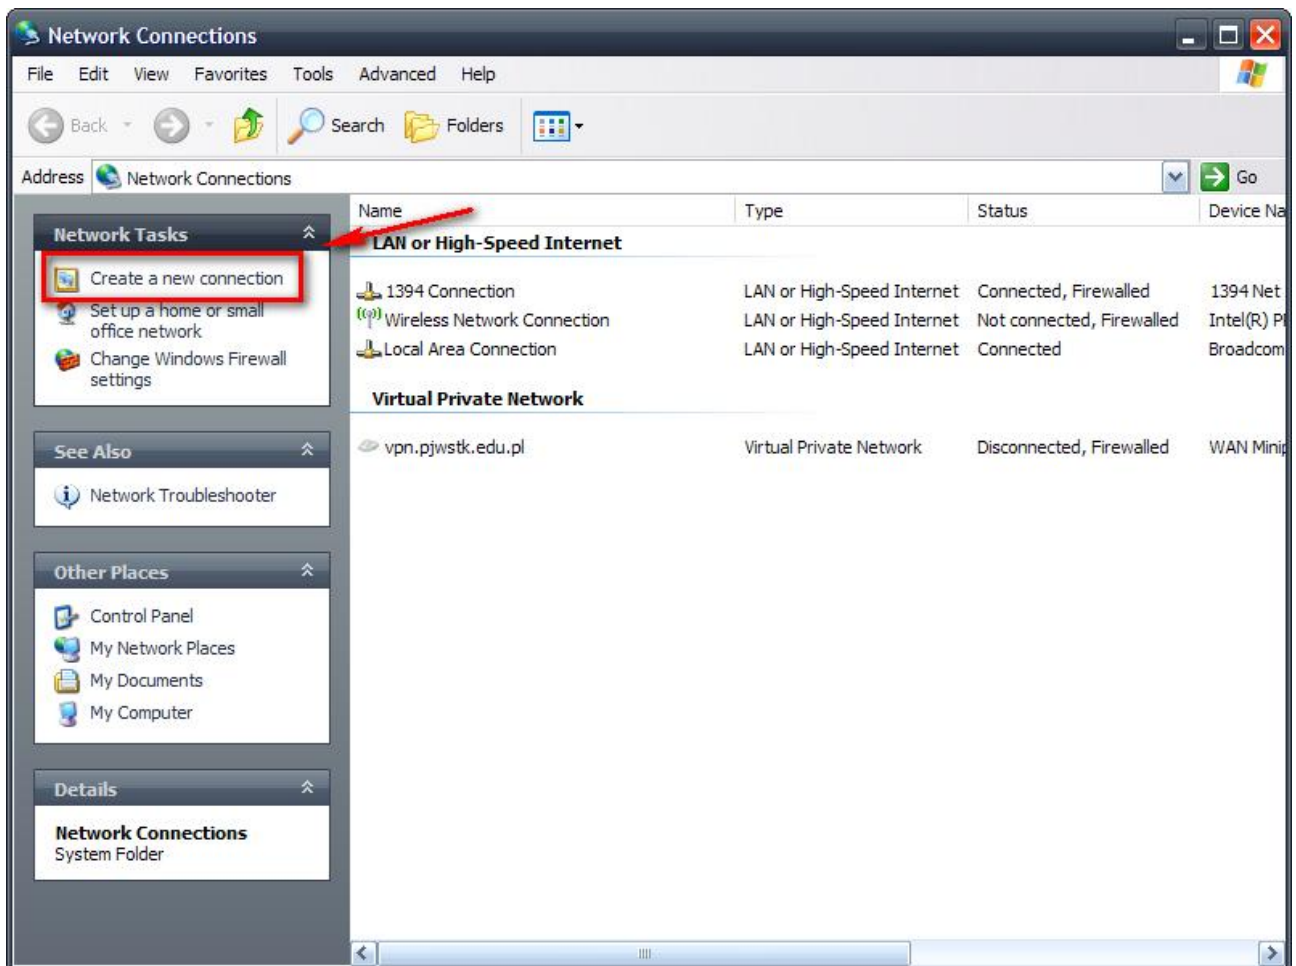 Network Connections
File Edit View Favorites Tools Advanced Help
Back Search Folders
Address Network Connections Go
Network Tasks
Create a new connection
Set up a home or small
office network
Change Windows Firewall
settings
See Also
Network Troubleshooter
Other Places
Control Panel
My Network Places
My Documents
My Computer
Details
Network Connections
System Folder
Name Type Status Device Na
LAN or High-Speed Internet
1394 Connection LAN or High-Speed Internet Connected, Firewalled 1394 Net
Wireless Network Connection LAN or High-Speed Internet Not connected, Firewalled Intel(R)
Local Area Connection LAN or High-Speed Internet Connected Broadcom
Virtual Private Network
vpn.pjwstk.edu.pl Virtual Private Network Disconnected, Firewalled WAN